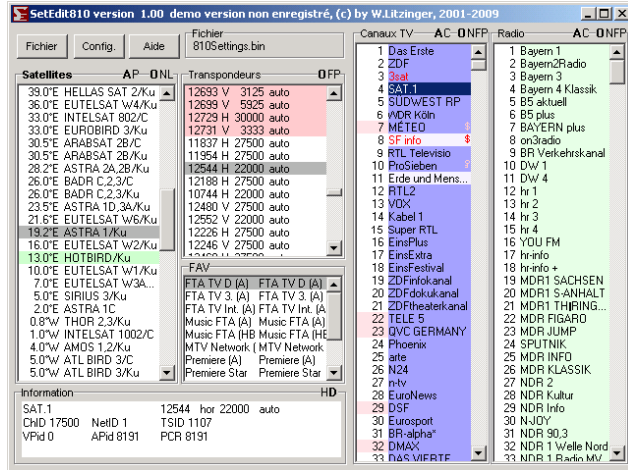 SetEdit810 version 1.00 demo version non enregistré, (c) by W.Litzinger, 2001-2009
Fichier
Config.
Aide
Fichier
810Settings.bin
Satellites A P - O N L
39.0°E HELLAS SAT 2/Ku
36.0°E EUTELSAT W4/Ku
33.0°E INTELSAT 802/C
33.0°E EUROBIRD 3/Ku
30.5°E ARABSAT 2B/C
30.5°E ARABSAT 2B/Ku
28.2°E ASTRA 2A,2B/Ku
26.0°E BADR C,2,3/C
26.0°E BADR C,2,3/Ku
23.5°E ASTRA 1D,3A/Ku
21.6°E EUTELSAT W6/Ku
19.2°E ASTRA 1/Ku
16.0°E EUTELSAT W2/Ku
13.0°E HOTBIRD/Ku
10.0°E EUTELSAT W1/Ku
7.0°E EUTELSAT W3A...
5.0°E SIRIUS 3/Ku
2.0°E ASTRA 1C
0.8°W THOR 2,3/Ku
1.0°W INTELSAT 1002/C
4.0°W AMOS 1,2/Ku
5.0°W ATL BIRD 3/C
5.0°W ATL BIRD 3/Ku
Transpondeurs O F P
12693 V 3125 auto
12699 V 5925 auto
12729 H 30000 auto
12731 V 3333 auto
11837 H 27500 auto
11954 H 27500 auto
12544 H 22000 auto
12188 H 27500 auto
10744 H 22000 auto
12480 V 27500 auto
12552 V 22000 auto
12226 H 27500 auto
12246 V 27500 auto
FAV
FTA TV D (A) FTA TV D (A)
FTA TV 3. (A) FTA TV 3. (A)
FTA TV Int. (A) FTA TV Int. (A)
Music FTA (A) Music FTA (A)
Music FTA (HB Music FTA (HB
MTV Network ( MTV Network
Premiere (A) Premiere (A)
Premiere Star Premiere Star
Information HD-
SAT.1 12544 hor 22000 auto
ChID 17500 NetID 1 TSID 1107
VPid 0 APid 8191 PCR 8191
Canaux TV A C - O N F P
1 Das Erste
2 ZDF
3 3sat
4 SAT.1
5 SÜDWEST RP
6 WDR Köln
7 MÉTÉO $
8 SF info $
9 RTL Televisio
10 ProSieben ?
11 Erde und Mens...
12 RTL2
13 VOX
14 Kabel 1
15 Super RTL
16 EinsPlus
17 EinsExtra
18 EinsFestival
19 ZDFinfokanal
20 ZDFdokukanal
21 ZDFtheaterkanal
22 TELE 5
23 QVC GERMANY
24 Phoenix
25 arte
26 N24
27 n-tv
28 EuroNews
29 DSF
30 Eurosport
31 BR-alpha*
32 DMAX
33 DAS VIERTE
Radio A C - O N F P
1 Bayern 1
2 Bayern2Radio
3 Bayern 3
4 Bayern 4 Klassik
5 B5 aktuell
6 B5 plus
7 BAYERN plus
8 on3radio
9 BR Verkehrskanal
10 DW 1
11 DW 4
12 hr 1
13 hr 2
14 hr 3
15 hr 4
16 YOU FM
17 hr-info
18 hr-info +
19 MDR1 SACHSEN
20 MDR1 S-ANHALT
21 MDR1 THÜRING...
22 MDR FIGARO
23 MDR JUMP
24 SPUTNIK
25 MDR INFO
26 MDR KLASSIK
27 NDR 2
28 NDR Kultur
29 NDR Info
30 N-JOY
31 NDR 90,3
32 NDR 1 Welle Nord
33 NDR 1 Radio MV